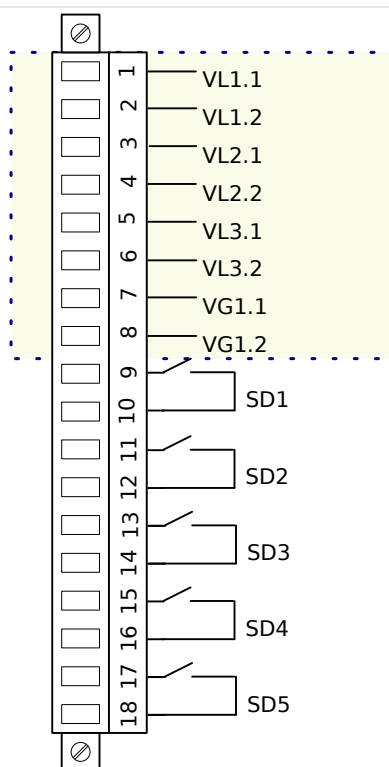 1 VL1.1
2 VL1.2
3 VL2.1
4 VL2.2
5 VL3.1
6 VL3.2
7 VG1.1
8 VG1.2
9
10 SD1
11
12 SD2
13
14 SD3
15
16 SD4
17
18 SD5